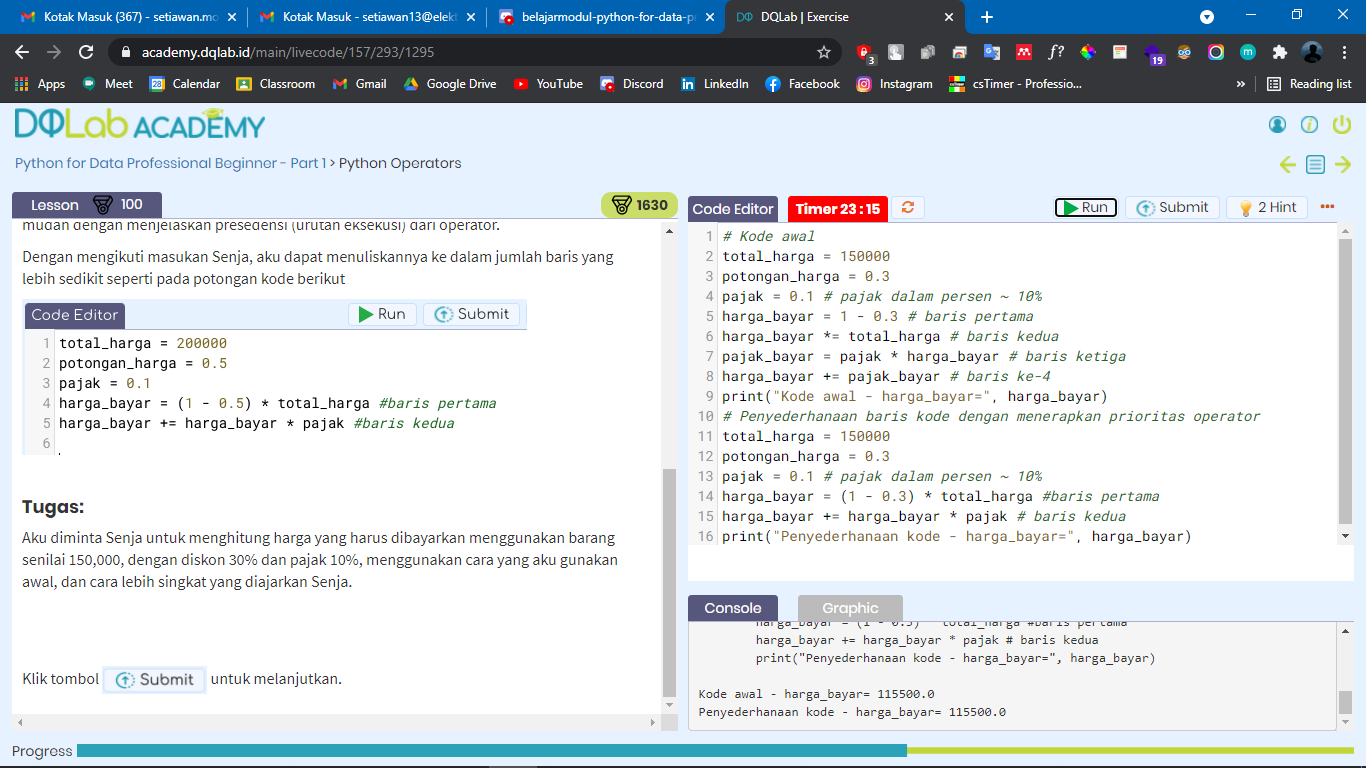 Kotak Masuk (367) - setiawan.mo
Kotak Masuk - setiawan13@elekt
belajarmodul-python-for-data-pr
DQLab | Exercise
academy.dqlab.id/main/livecode/157/293/1295
3
f?
19
m
Apps
Meet
28
Calendar
Classroom
Gmail
Google Drive
YouTube
Discord
LinkedIn
Facebook
Instagram
csTimer - Professio...
»
Reading list
DQLab ACADEMY
Python for Data Professional Beginner - Part 1 > Python Operators
Lesson 100
1630
mudah dengan menjelaskan presedensi (urutan eksekusi) dari operator.
Dengan mengikuti masukan Senja, aku dapat menuliskannya ke dalam jumlah baris yang
lebih sedikit seperti pada potongan kode berikut
Code Editor Run Submit
1 total_harga = 200000
2 potongan_harga = 0.5
3 pajak = 0.1
4 harga_bayar = (1 - 0.5) * total_harga #baris pertama
5 harga_bayar += harga_bayar * pajak #baris kedua
6
Tugas:
Aku diminta Senja untuk menghitung harga yang harus dibayarkan menggunakan barang
senilai 150,000, dengan diskon 30% dan pajak 10%, menggunakan cara yang aku gunakan
awal, dan cara lebih singkat yang diajarkan Senja.
Klik tombol Submit untuk melanjutkan.
Code Editor Timer 23 : 15 Run Submit 2 Hint
1 # Kode awal
2 total_harga = 150000
3 potongan_harga = 0.3
4 pajak = 0.1 # pajak dalam persen ~ 10%
5 harga_bayar = 1 - 0.3 # baris pertama
6 harga_bayar *= total_harga # baris kedua
7 pajak_bayar = pajak * harga_bayar # baris ketiga
8 harga_bayar += pajak_bayar # baris ke-4
9 print("Kode awal - harga_bayar=", harga_bayar)
10 # Penyederhanaan baris kode dengan menerapkan prioritas operator
11 total_harga = 150000
12 potongan_harga = 0.3
13 pajak = 0.1 # pajak dalam persen ~ 10%
14 harga_bayar = (1 - 0.3) * total_harga #baris pertama
15 harga_bayar += harga_bayar * pajak # baris kedua
16 print("Penyederhanaan kode - harga_bayar=", harga_bayar)
Console Graphic
harga_bayar = (1 - 0.3) * total_harga #baris pertama
harga_bayar += harga_bayar * pajak # baris kedua
print("Penyederhanaan kode - harga_bayar=", harga_bayar)
Kode awal - harga_bayar= 115500.0
Penyederhanaan kode - harga_bayar= 115500.0
Progress